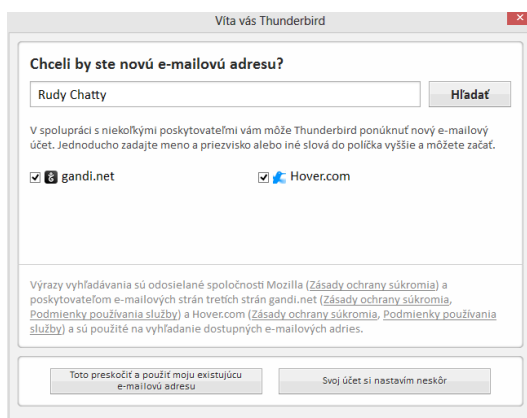 Víta vás Thunderbird
Chceli by ste novú e-mailovú adresu?
Rudy Chatty
Hľadať
V spolupráci s niekoľkými poskytovateľmi vám môže Thunderbird ponúknuť nový e-mailový
účet. Jednoducho zadajte meno a priezvisko alebo iné slová do políčka vyššie a môžete začať.
gandi.net
Hover.com
Výrazy vyhľadávania sú odosielané spoločnosti Mozilla (Zásady ochrany súkromia) a
poskytovateľom e-mailových strán tretích strán gandi.net (Zásady ochrany súkromia,
Podmienky používania služby) a Hover.com (Zásady ochrany súkromia, Podmienky používania
služby) a sú použité na vyhľadanie dostupných e-mailových adries.
Toto preskočiť a použiť moju existujúcu
e-mailovú adresu
Svoj účet si nastavím neskôr